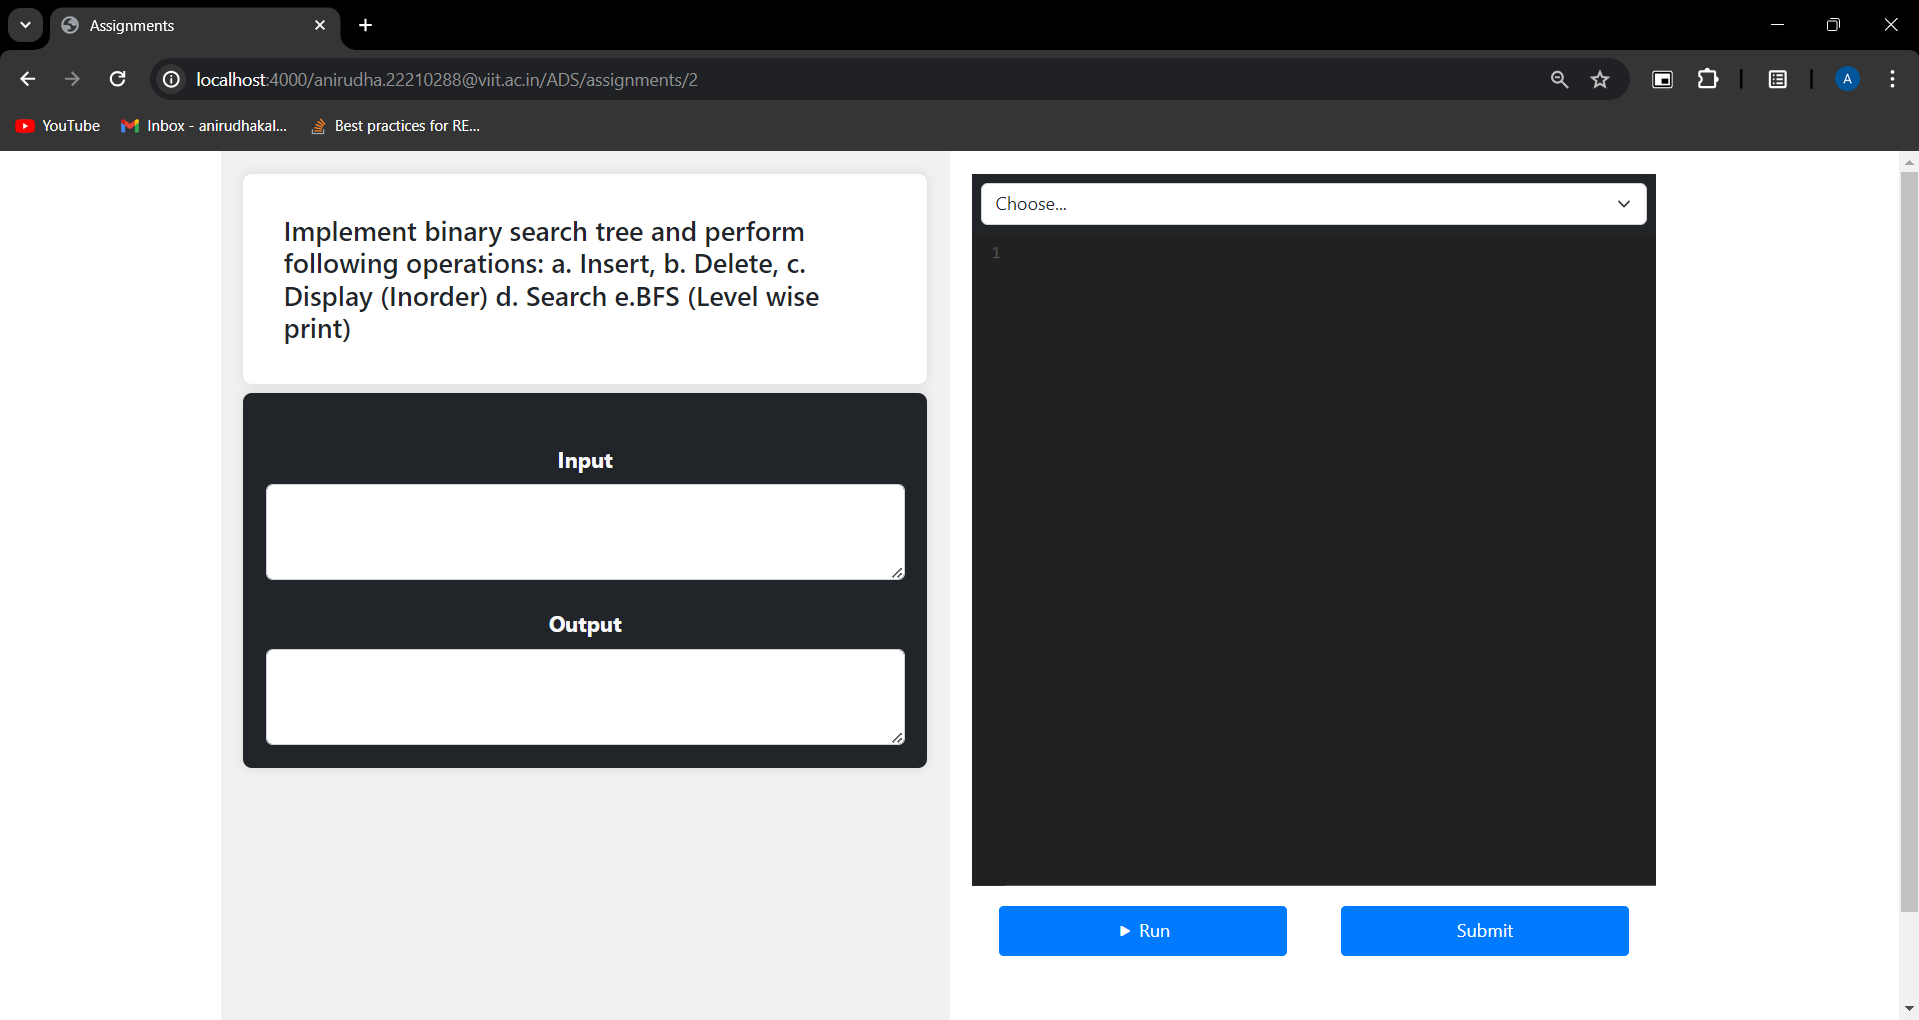 Assignments
localhost:4000/anirudha.22210288@viit.ac.in/ADS/assignments/2
A
YouTube
Inbox - anirudhakal...
Best practices for RE...
Implement binary search tree and perform
following operations: a. Insert, b. Delete, c.
Display (Inorder) d. Search e.BFS (Level wise
print)
Input
Output
Choose...
1
Run
Submit